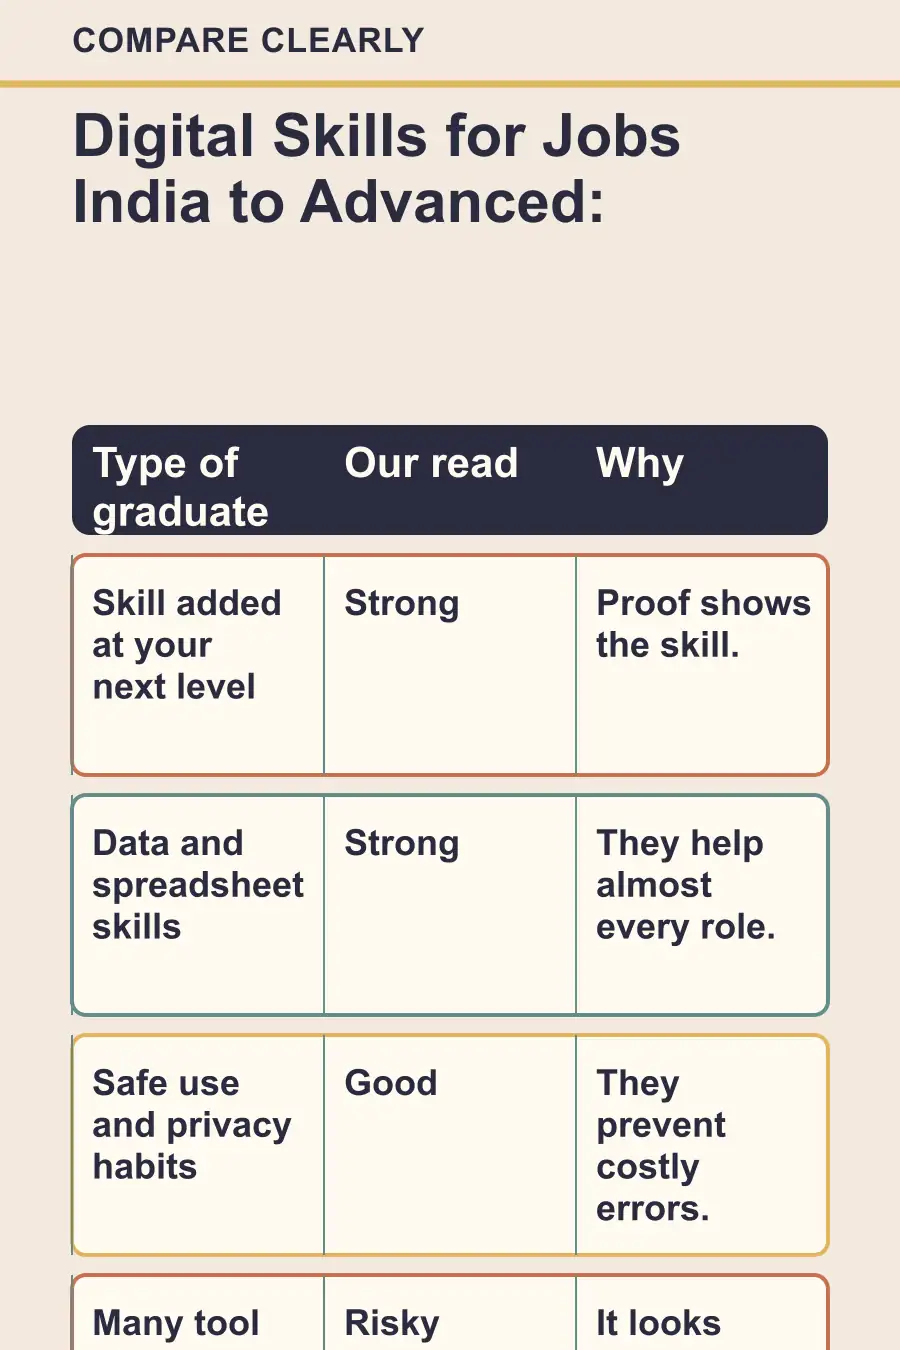 COMPARE CLEARLY
Digital Skills for Jobs
India to Advanced:
Type of
graduate
Our read
Why
Skill added
at your
next level
Strong
Proof shows
the skill.
Data and
spreadsheet
skills
Strong
They help
almost
every role.
Safe use
and privacy
habits
Good
They
prevent
costly
errors.
Many tool
Risky
It looks